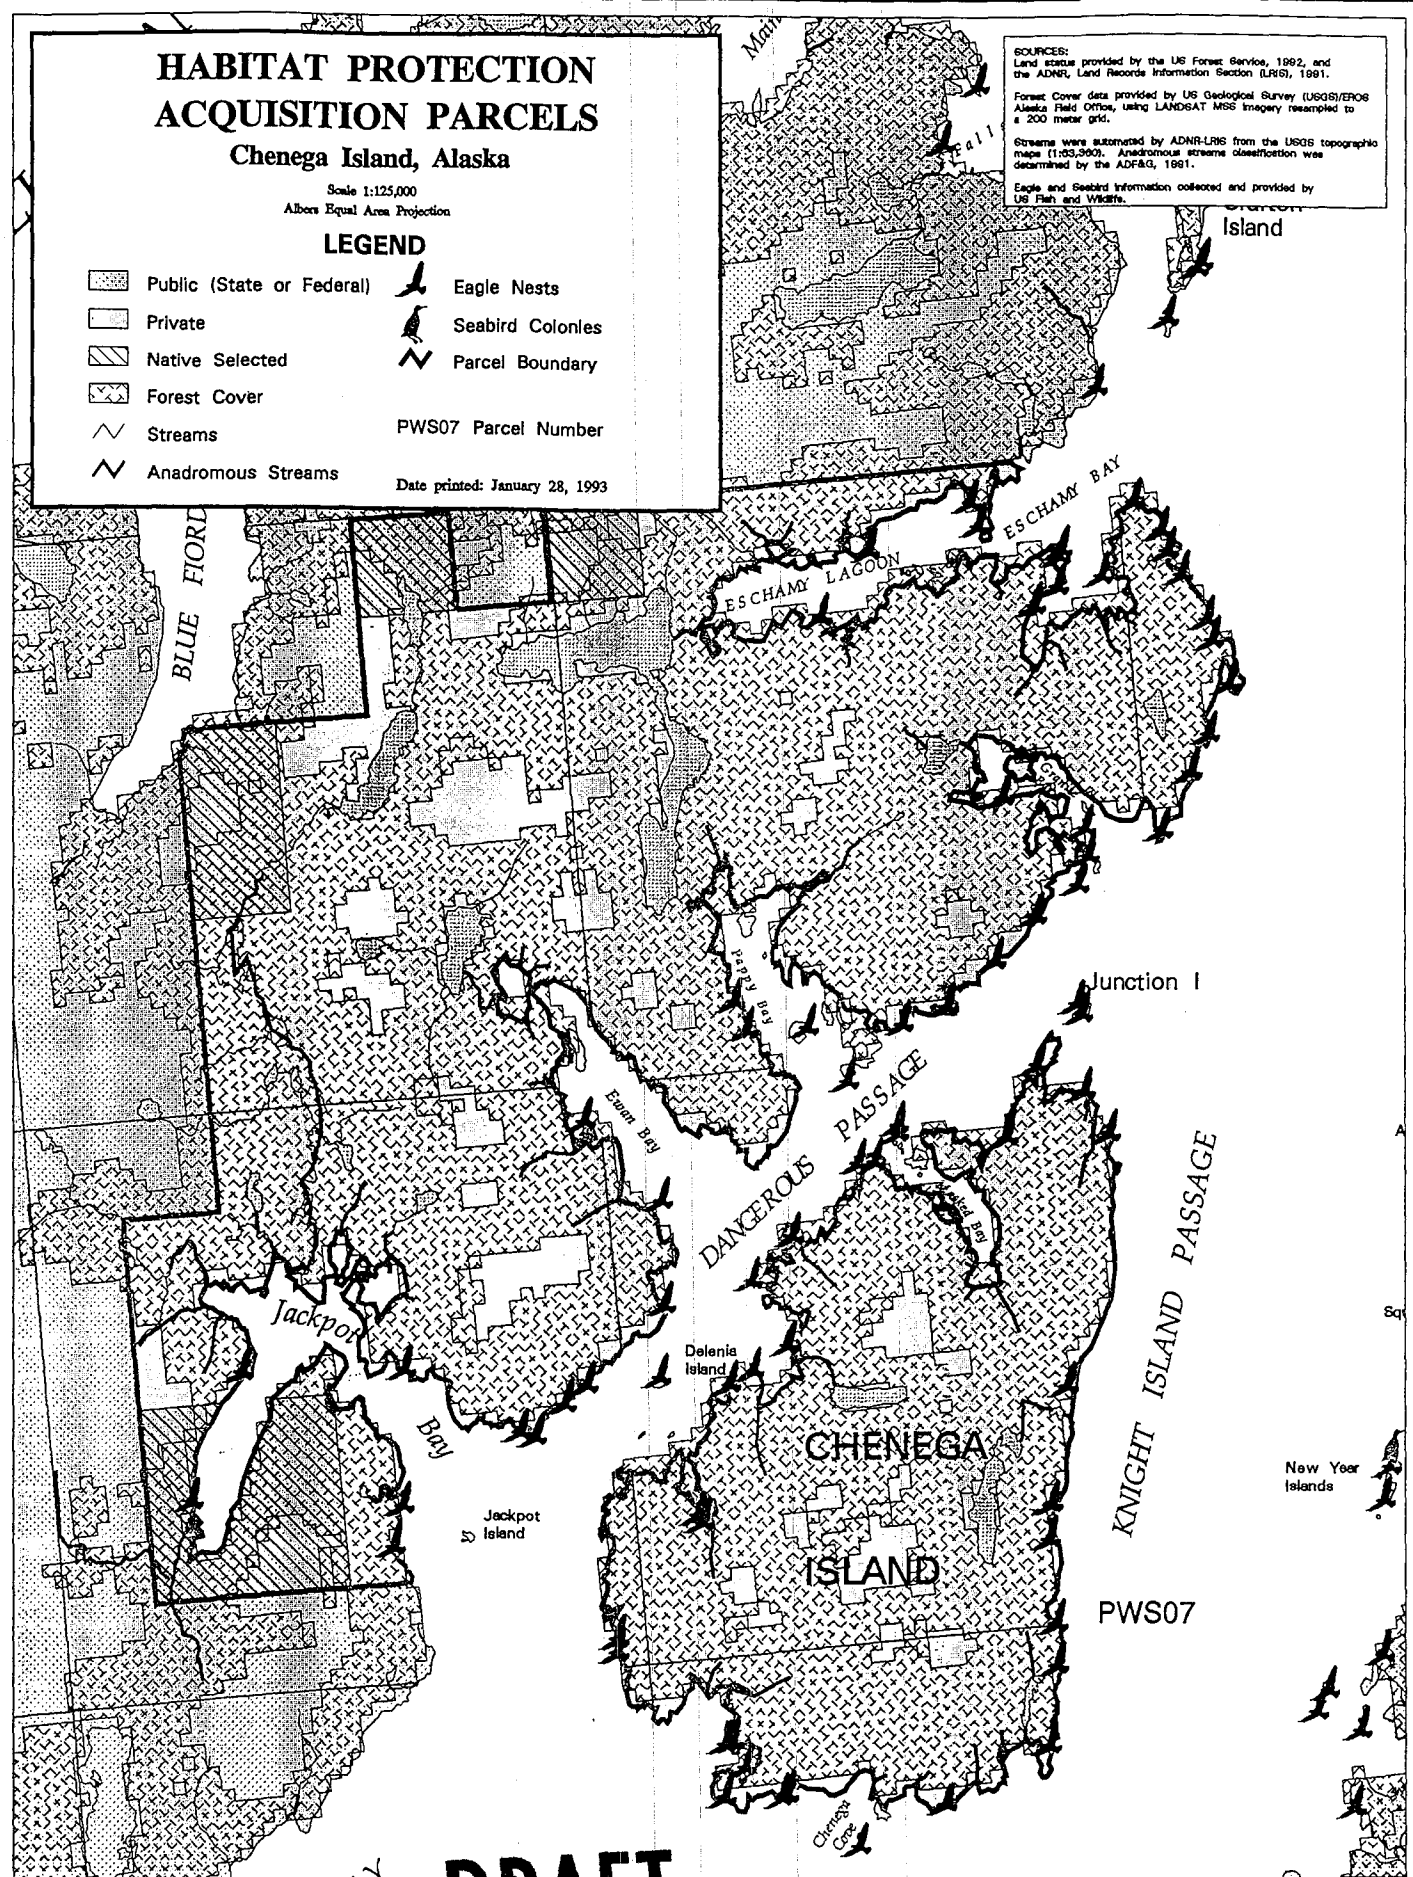 HABITAT PROTECTION
ACQUISITION PARCELS
Chenega Island, Alaska
Scale 1:125,000
Albers Equal Area Projection
LEGEND
Public (State or Federal)
Private
Native Selected
Forest Cover
Streams
Anadromous Streams
Eagle Nests
Seabird Colonies
Parcel Boundary
PWS07 Parcel Number
Date printed: January 28, 1993
SOURCES:
Land status provided by the US Forest Service, 1992, and
the ADNR, Land Records Information Section (LRIS), 1991.
Forest Cover data provided by US Geological Survey (USGS)/EROS
Alaska Field Office, using LANDSAT MSS imagery resampled to
a 200 meter grid.
Streams were automated by ADNR-LRIS from the USGS topographic
maps (1:63,360). Anadromous streams classification was
determined by the ADF&G, 1991.
Eagle and Seabird information collected and provided by
US Fish and Wildlife.
Main
Falls
Island
BLUE FIORD
ESCHAMY BAY
ESCHAMY LAGOON
Paddy Bay
Junction I
Ewan Bay
DANGEROUS PASSAGE
Masked Bay
KNIGHT ISLAND PASSAGE
Jackpot
Bay
Delenia
Island
Jackpot
Island
CHENEGA
ISLAND
New Year
Islands
PWS07
Chenega
Cove
DRAFT